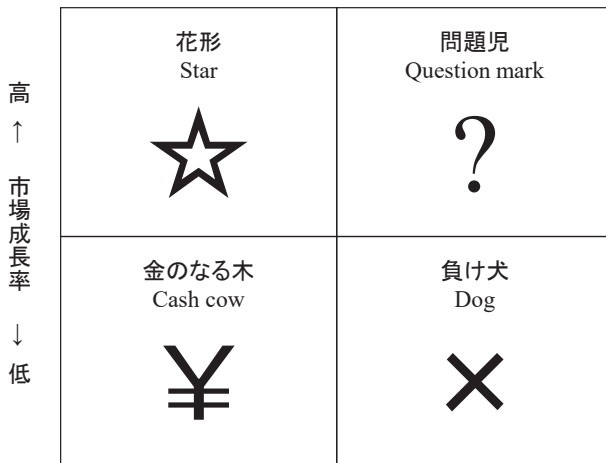 高
↑
市場成長率
↓
低
花形
Star
☆
問題児
Question mark
?
金のなる木
Cash cow
¥
負け犬
Dog
×